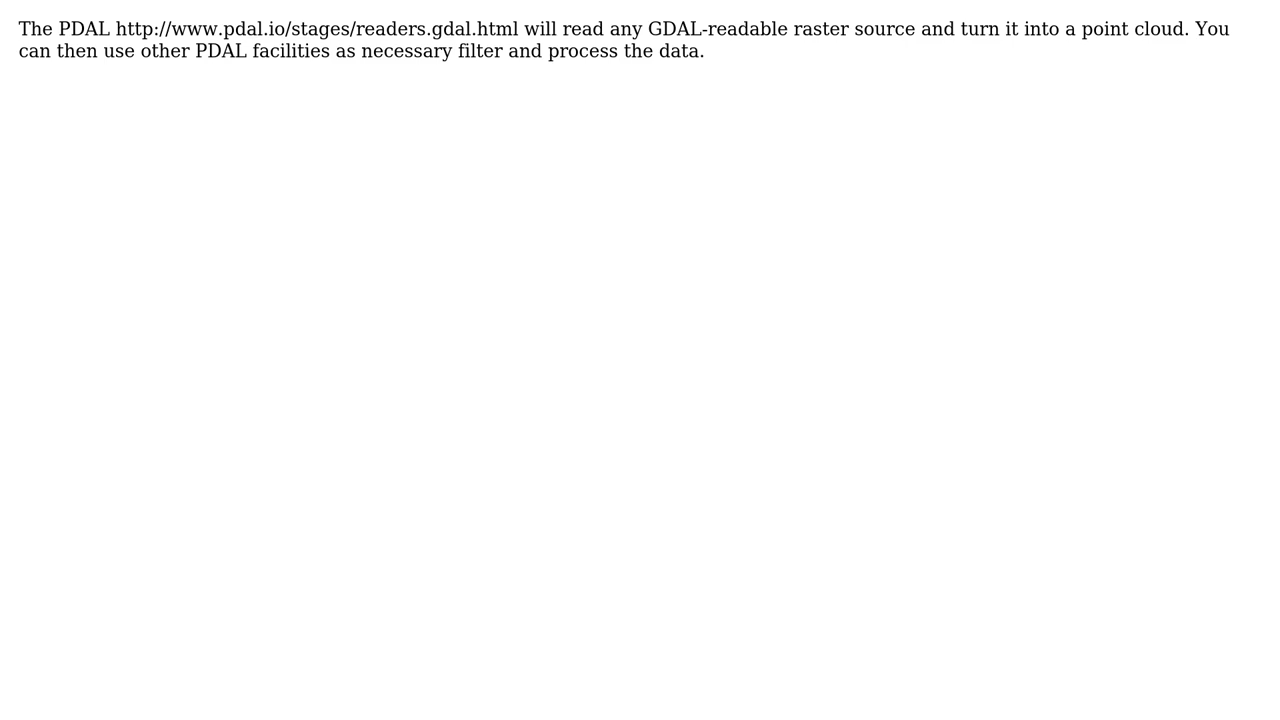 The PDAL http://www.pdal.io/stages/readers.gdal.html will read any GDAL-readable raster source and turn it into a point cloud. You
can then use other PDAL facilities as necessary filter and process the data.